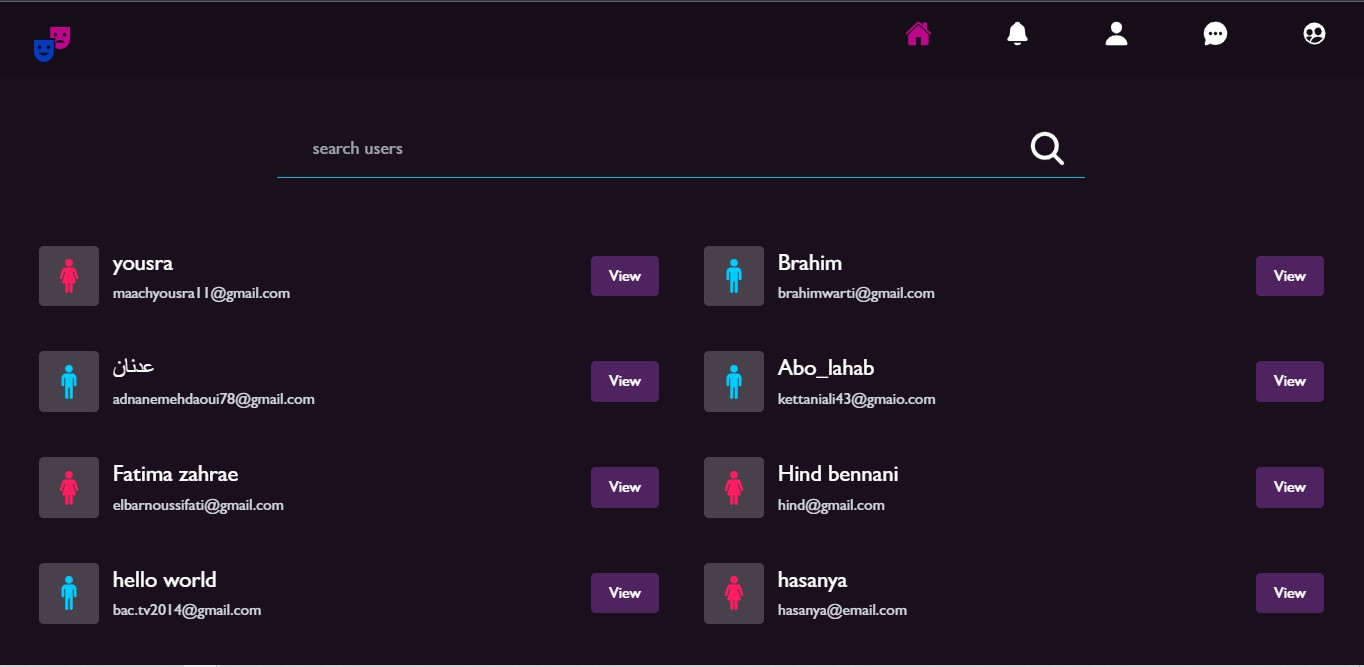 search users
yousra
maachyousra11@gmail.com
View
Brahim
brahimwarti@gmail.com
View
عدنان
adnanemehdaoui78@gmail.com
View
Abo_lahab
kettaniali43@gmaio.com
View
Fatima zahrae
elbarnoussifati@gmail.com
View
Hind bennani
hind@gmail.com
View
hello world
bac.tv2014@gmail.com
View
hasanya
hasanya@email.com
View